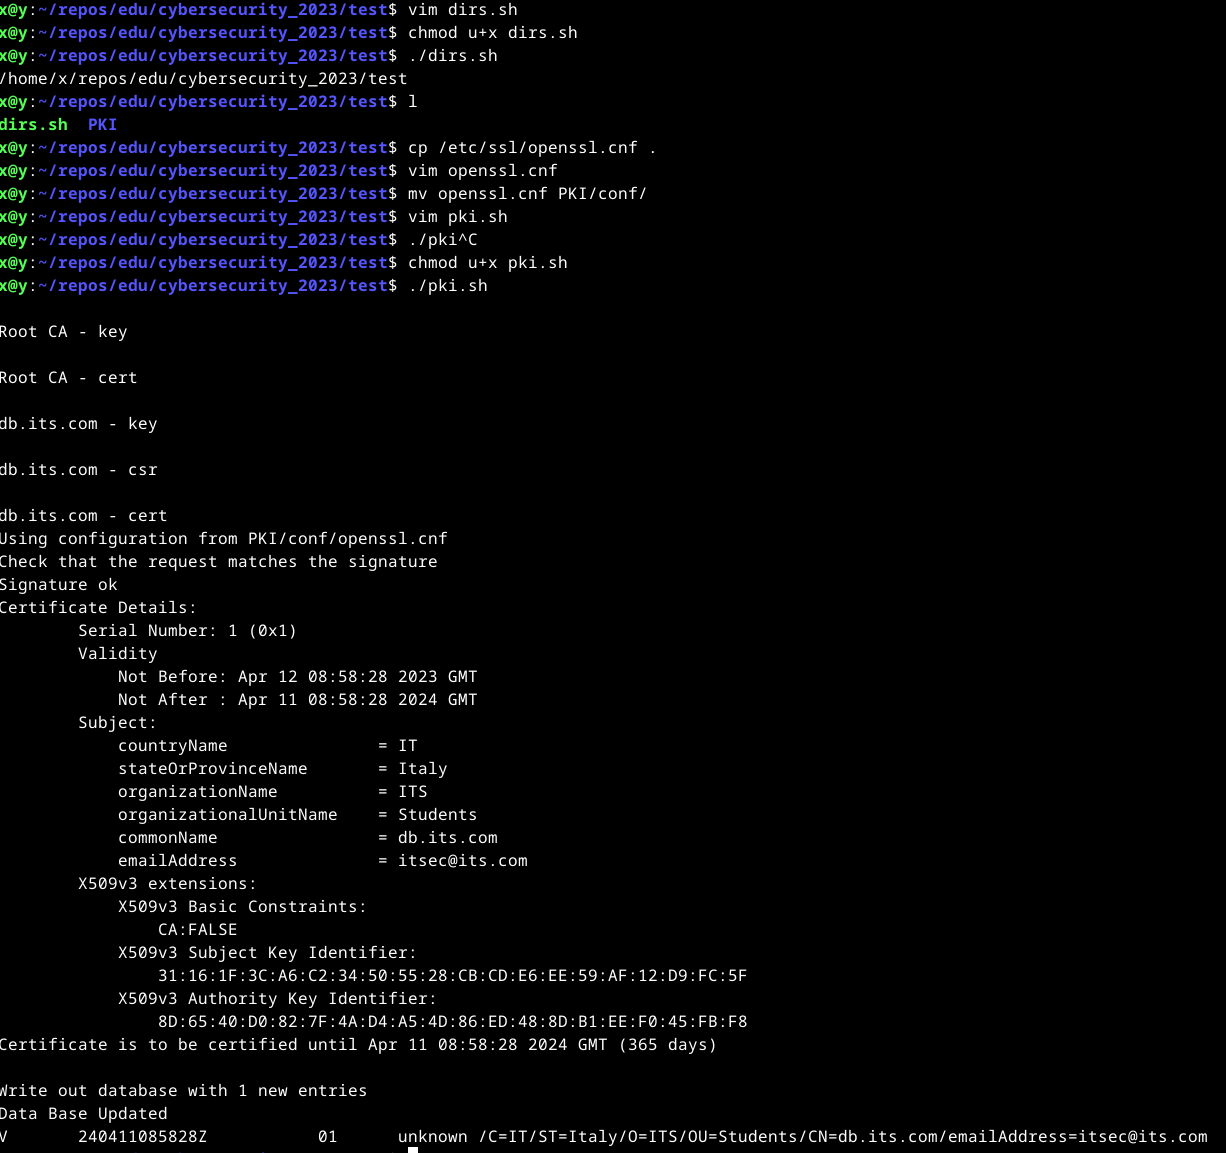 x@y:~/repos/edu/cybersecurity_2023/test$ vim dirs.sh
x@y:~/repos/edu/cybersecurity_2023/test$ chmod u+x dirs.sh
x@y:~/repos/edu/cybersecurity_2023/test$ ./dirs.sh
/home/x/repos/edu/cybersecurity_2023/test
x@y:~/repos/edu/cybersecurity_2023/test$ l
dirs.sh  PKI
x@y:~/repos/edu/cybersecurity_2023/test$ cp /etc/ssl/openssl.cnf .
x@y:~/repos/edu/cybersecurity_2023/test$ vim openssl.cnf
x@y:~/repos/edu/cybersecurity_2023/test$ mv openssl.cnf PKI/conf/
x@y:~/repos/edu/cybersecurity_2023/test$ vim pki.sh
x@y:~/repos/edu/cybersecurity_2023/test$ ./pki^C
x@y:~/repos/edu/cybersecurity_2023/test$ chmod u+x pki.sh
x@y:~/repos/edu/cybersecurity_2023/test$ ./pki.sh
Root CA - key
Root CA - cert
db.its.com - key
db.its.com - csr
db.its.com - cert
Using configuration from PKI/conf/openssl.cnf
Check that the request matches the signature
Signature ok
Certificate Details:
        Serial Number: 1 (0x1)
        Validity
            Not Before: Apr 12 08:58:28 2023 GMT
            Not After : Apr 11 08:58:28 2024 GMT
        Subject:
            countryName               = IT
            stateOrProvinceName       = Italy
            organizationName          = ITS
            organizationalUnitName    = Students
            commonName                = db.its.com
            emailAddress              = itsec@its.com
        X509v3 extensions:
            X509v3 Basic Constraints:
                CA:FALSE
            X509v3 Subject Key Identifier:
                31:16:1F:3C:A6:C2:34:50:55:28:CB:CD:E6:EE:59:AF:12:D9:FC:5F
            X509v3 Authority Key Identifier:
                8D:65:40:D0:82:7F:4A:D4:A5:4D:86:ED:48:8D:B1:EE:F0:45:FB:F8
Certificate is to be certified until Apr 11 08:58:28 2024 GMT (365 days)
Write out database with 1 new entries
Data Base Updated
V       240411085828Z           01      unknown /C=IT/ST=Italy/O=ITS/OU=Students/CN=db.its.com/emailAddress=itsec@its.com